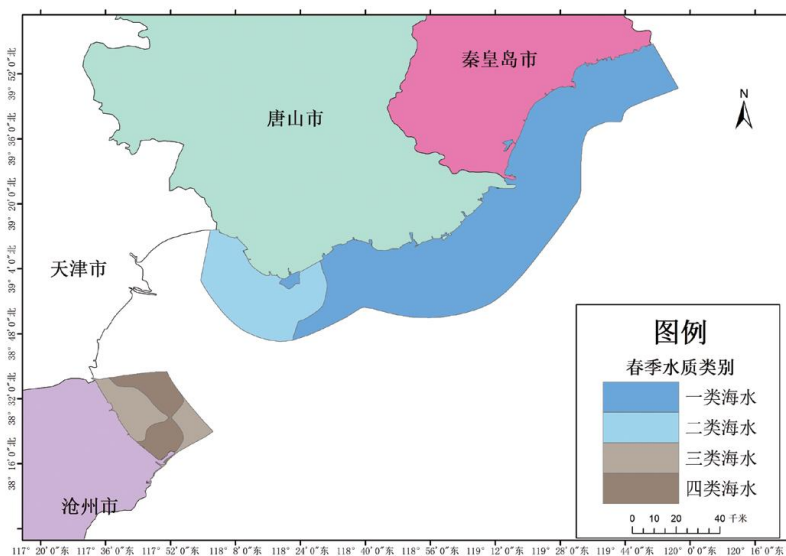 秦皇岛市
唐山市
N
天津市
沧州市
图例
春季水质类别
一类海水
二类海水
三类海水
四类海水
0 10 20 40 千米
39° 52′0″北
39° 36′0″北
39° 20′0″北
39° 4′0″北
38° 48′0″北
38° 32′0″北
38° 16′0″北
117° 20′0″东 117° 36′0″东 117° 52′0″东 118° 8′0″东 118° 24′0″东 118° 40′0″东 118° 56′0″东 119° 12′0″东 119° 28′0″东 119° 44′0″东 120° 0′0″东 120° 16′0″东